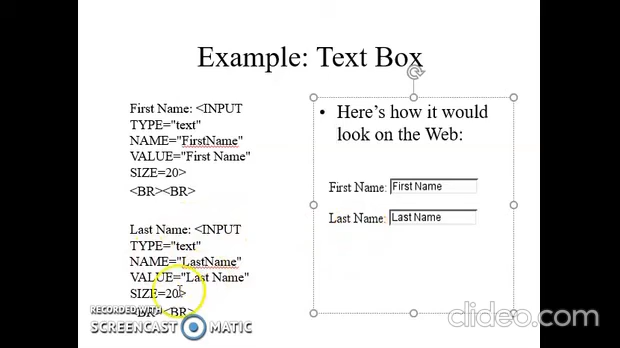 Example: Text Box
First Name: <INPUT
TYPE="text"
NAME="FirstName"
VALUE="First Name"
SIZE=20>
<BR><BR>
Last Name: <INPUT
TYPE="text"
NAME="LastName"
VALUE="Last Name"
SIZE=20>
<BR><BR>
• Here's how it would
look on the Web:
First Name: First Name
Last Name: Last Name
RECORDED WITH
SCREENCAST MATIC
clideo.com